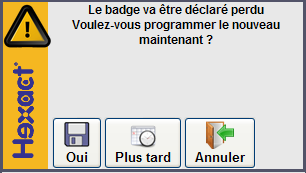 Le badge va être déclaré perdu
Voulez-vous programmer le nouveau
maintenant ?
Hexact
Oui
Plus tard
Annuler